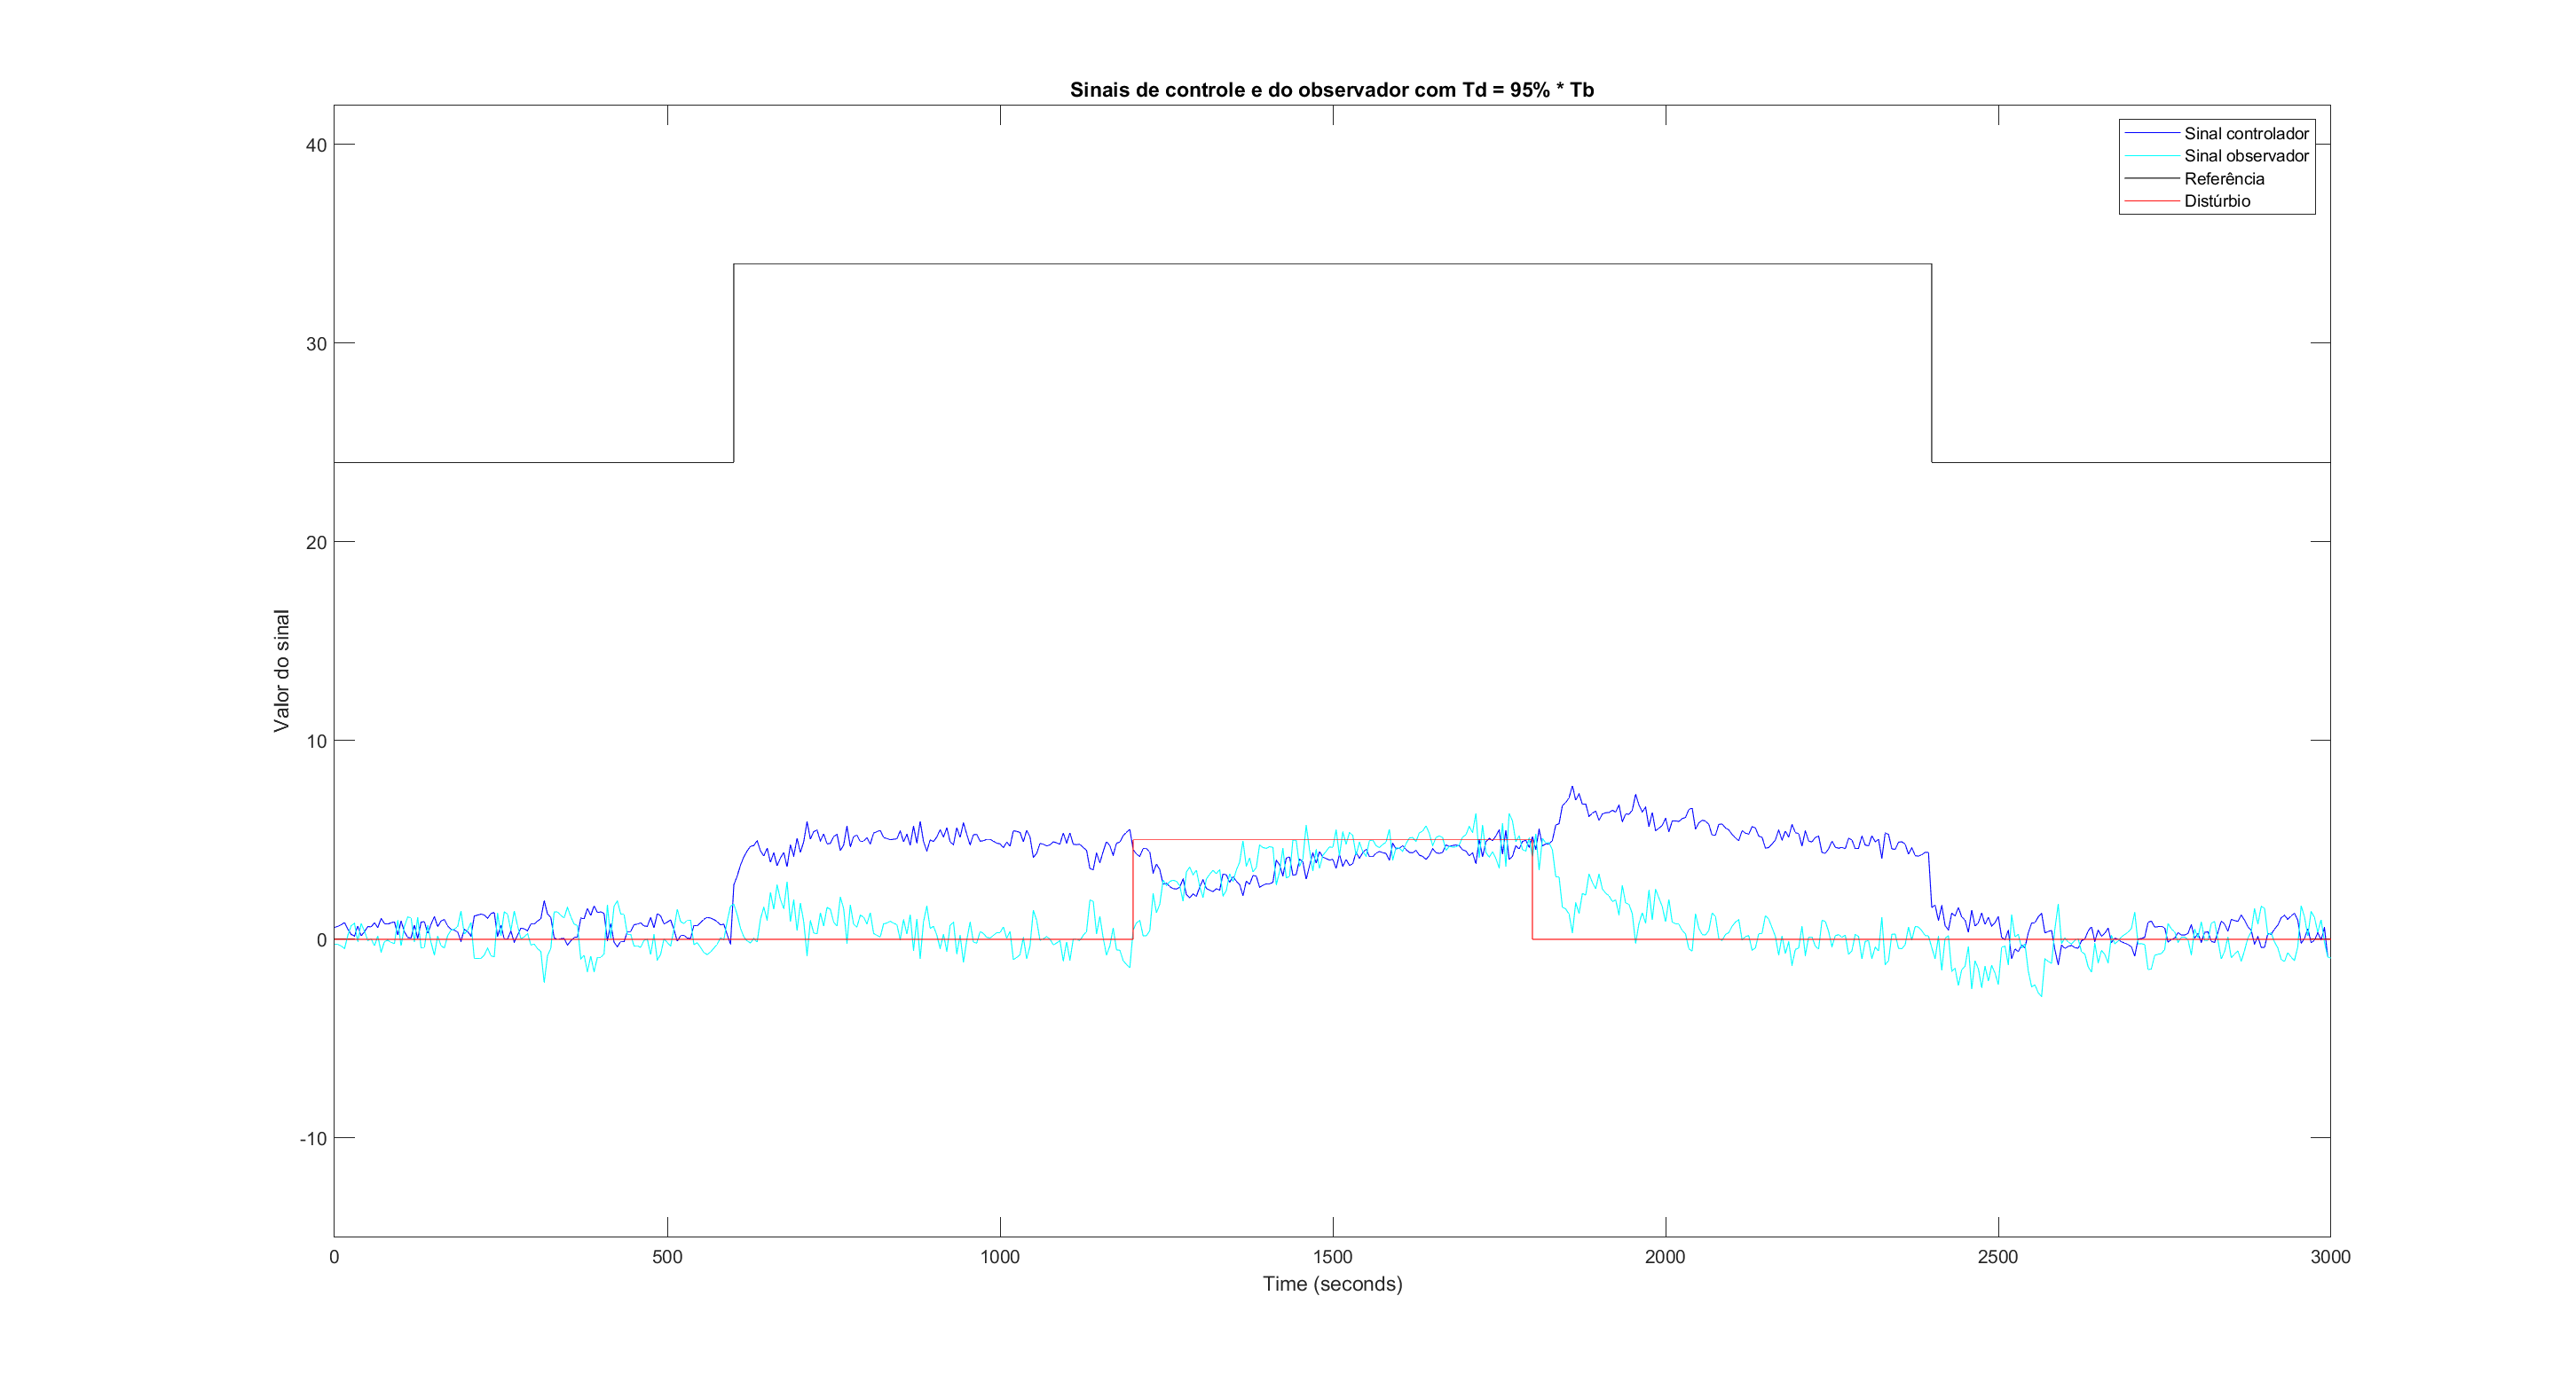 Sinais de controle e do observador com Td = 95% * Tb
Sinal controlador
Sinal observador
Referência
Distúrbio
40
30
20
10
0
-10
Valor do sinal
0 500 1000 1500 2000 2500 3000
Time (seconds)